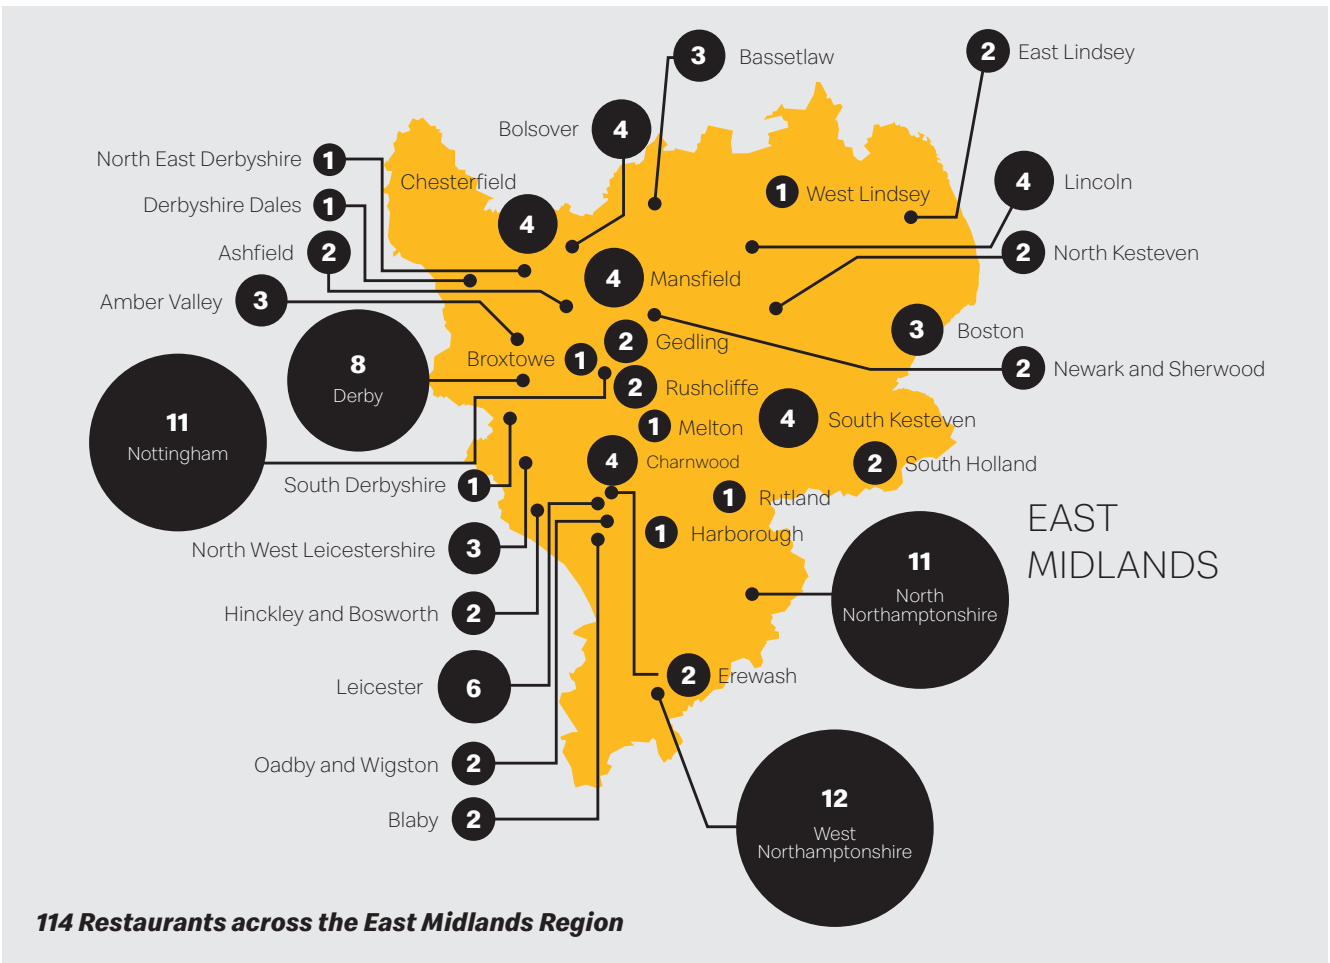 3 Bassetlaw
2 East Lindsey
Bolsover 4
North East Derbyshire 1
Chesterfield
4
4 Lincoln
1 West Lindsey
Derbyshire Dales 1
Ashfield 2
2 North Kesteven
4 Mansfield
Amber Valley 3
3 Boston
2 Gedling
Broxtowe 1
8
Derby
2 Newark and Sherwood
2 Rushcliffe
11
Nottingham
4 South Kesteven
1 Melton
4 Charnwood
2 South Holland
South Derbyshire 1
1 Rutland
EAST
MIDLANDS
1 Harborough
North West Leicestershire 3
11
North
Northamptonshire
Hinckley and Bosworth 2
2 Erewash
Leicester 6
Oadby and Wigston 2
12
West
Northamptonshire
Blaby 2
114 Restaurants across the East Midlands Region